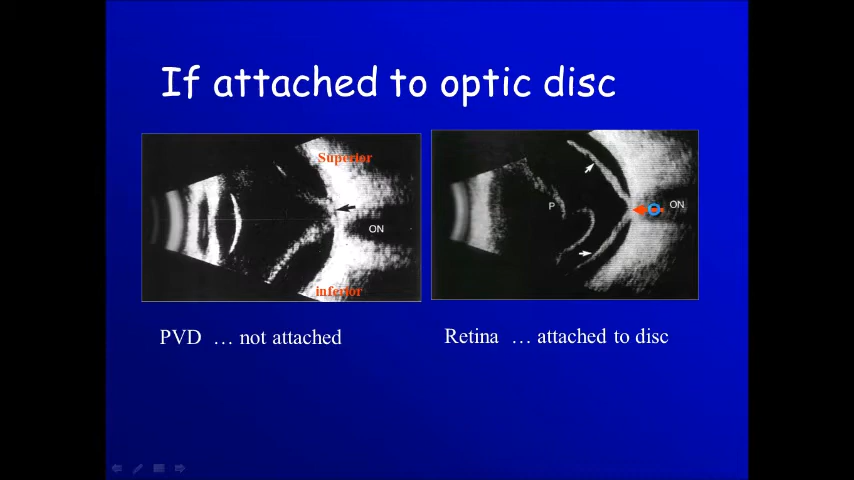 If attached to optic disc
Superior
ON
inferior
P
ON
PVD … not attached
Retina … attached to disc